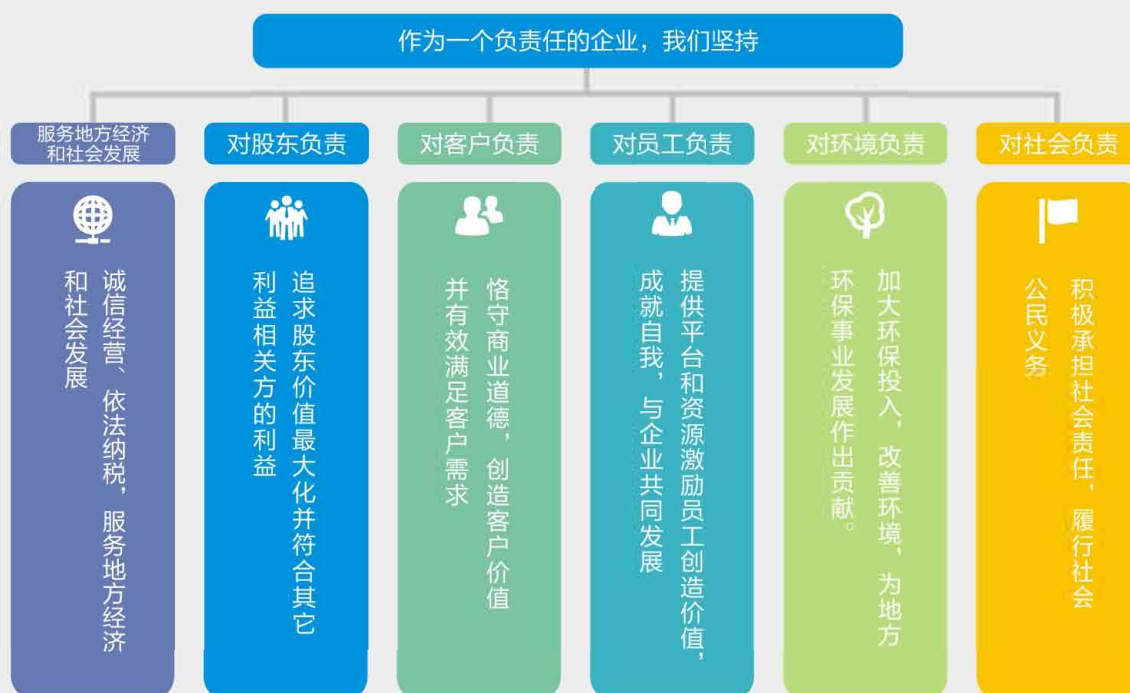 作为一个负责任的企业，我们坚持
服务地方经济
和社会发展
诚信经营、依法纳税，服务地方经济
和社会发展
对股东负责
追求股东价值最大化并符合其它
利益相关方的利益
对客户负责
恪守商业道德，创造客户价值
并有效满足客户需求
对员工负责
提供平台和资源激励员工创造价值，
成就自我，与企业共同发展
对环境负责
加大环保投入，改善环境，为地方
环保事业发展作出贡献。
对社会负责
积极承担社会责任，履行社会
公民义务